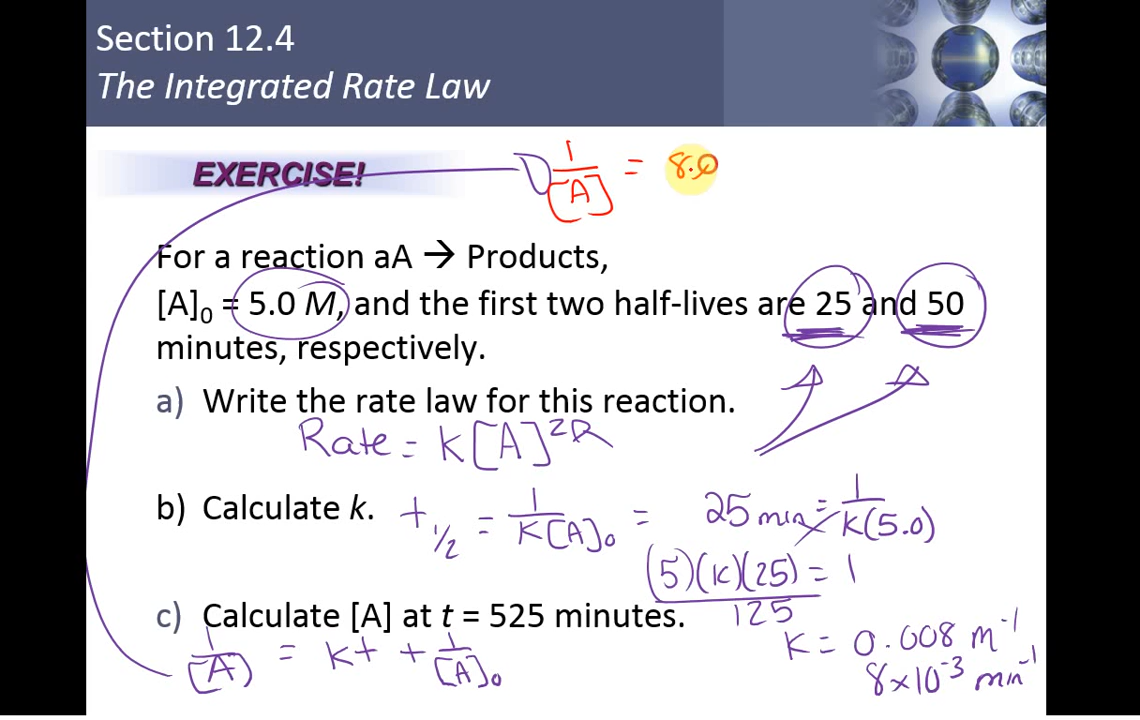 Section 12.4
The Integrated Rate Law
EXERCISE!
1/[A] = 8.0
For a reaction aA → Products,
[A]₀ = 5.0 M, and the first two half-lives are 25 and 50
minutes, respectively.
a) Write the rate law for this reaction.
Rate = K[A]²
b) Calculate k. t 1/2 = 1/K[A]₀ = 25 min = 1/K(5.0)
(5)(K)(25) = 1
125
c) Calculate [A] at t = 525 minutes.
1/[A] = Kt + 1/[A]₀
K = 0.008 M⁻¹
8×10⁻³ min⁻¹